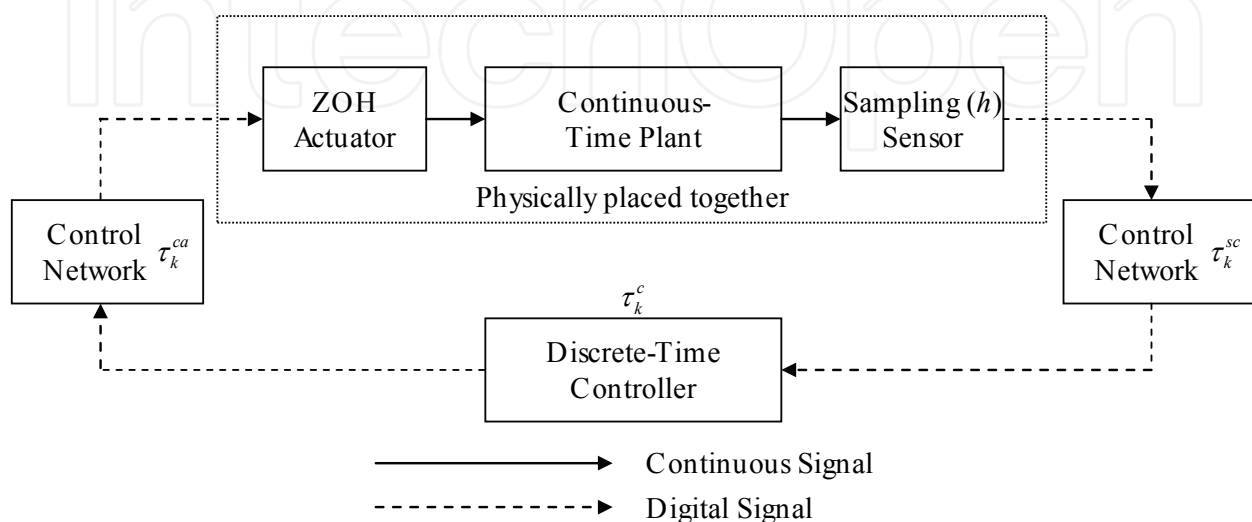 IntechOpen
ZOH
Actuator
Continuous-
Time Plant
Sampling (h)
Sensor
Physically placed together
Control
Network τ_k^{ca}
Control
Network τ_k^{sc}
τ_k^c
Discrete-Time
Controller
Continuous Signal
Digital Signal